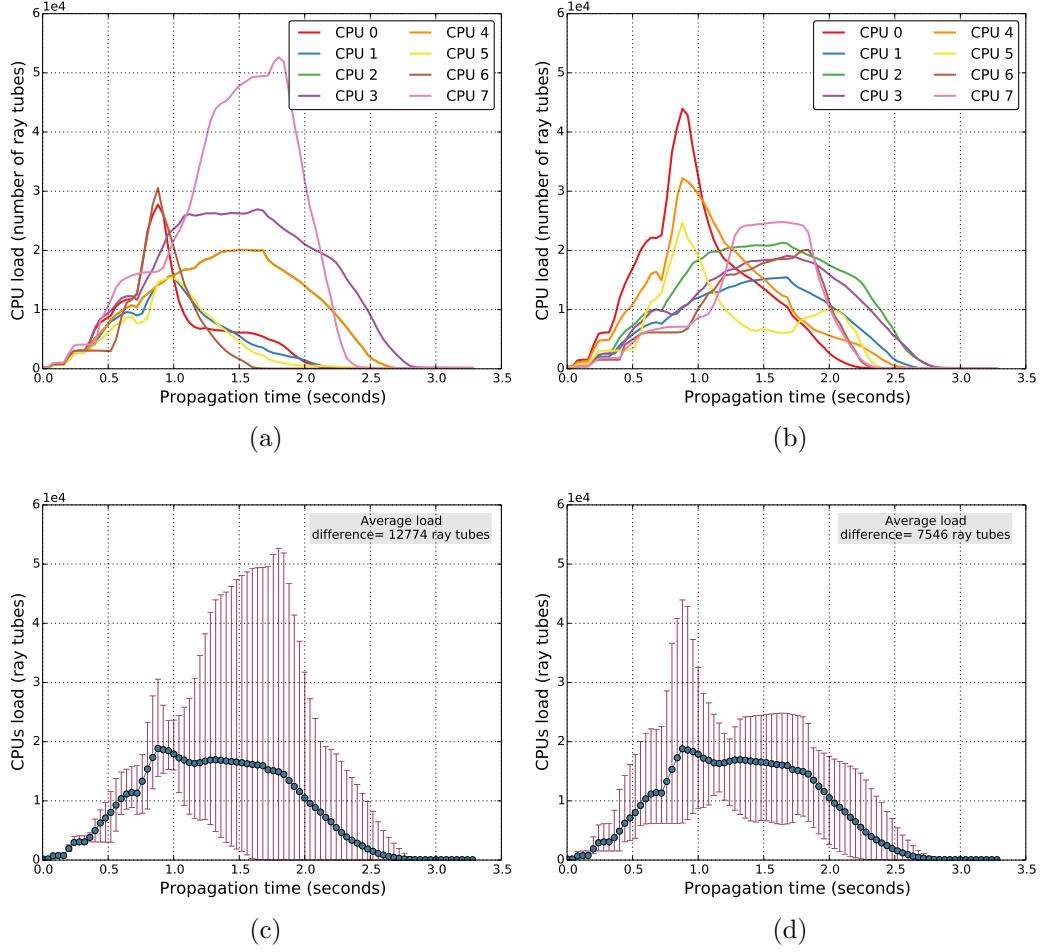 1e4
6
5
4
3
2
1
0
0.0 0.5 1.0 1.5 2.0 2.5 3.0 3.5
CPU load (number of ray tubes)
Propagation time (seconds)
CPU 0 CPU 4
CPU 1 CPU 5
CPU 2 CPU 6
CPU 3 CPU 7
(a)
1e4
6
5
4
3
2
1
0
0.0 0.5 1.0 1.5 2.0 2.5 3.0 3.5
CPU load (number of ray tubes)
Propagation time (seconds)
CPU 0 CPU 4
CPU 1 CPU 5
CPU 2 CPU 6
CPU 3 CPU 7
(b)
1e4
6
5
4
3
2
1
0
0.0 0.5 1.0 1.5 2.0 2.5 3.0 3.5
CPUs load (ray tubes)
Propagation time (seconds)
Average load
difference= 12774 ray tubes
(c)
1e4
6
5
4
3
2
1
0
0.0 0.5 1.0 1.5 2.0 2.5 3.0 3.5
CPUs load (ray tubes)
Propagation time (seconds)
Average load
difference= 7546 ray tubes
(d)